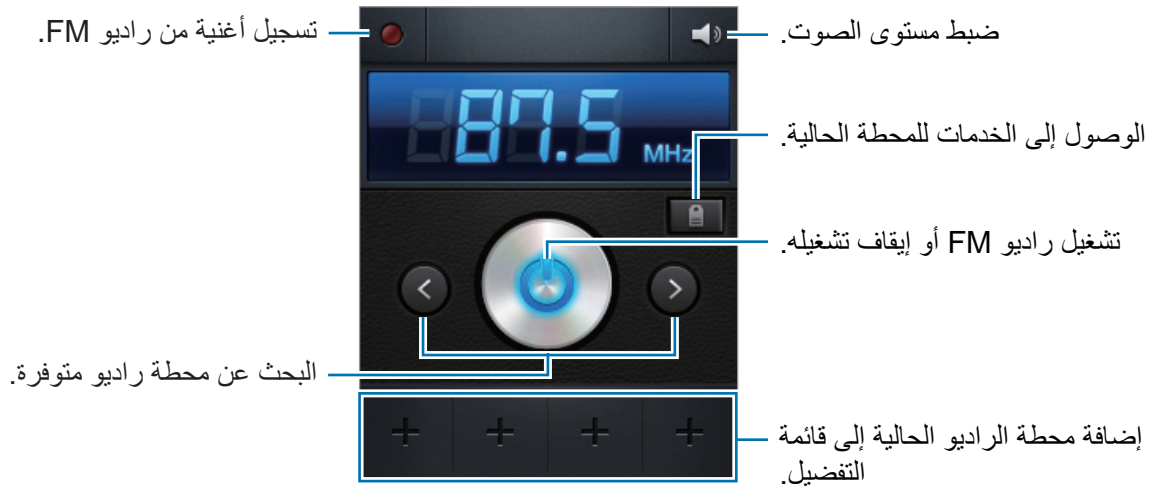 تسجيل أغنية من راديو FM.
ضبط مستوى الصوت.
87.5 MHz
الوصول إلى الخدمات للمحطة الحالية.
تشغيل راديو FM أو إيقاف تشغيله.
البحث عن محطة راديو متوفرة.
إضافة محطة الراديو الحالية إلى قائمة
التفضيل.